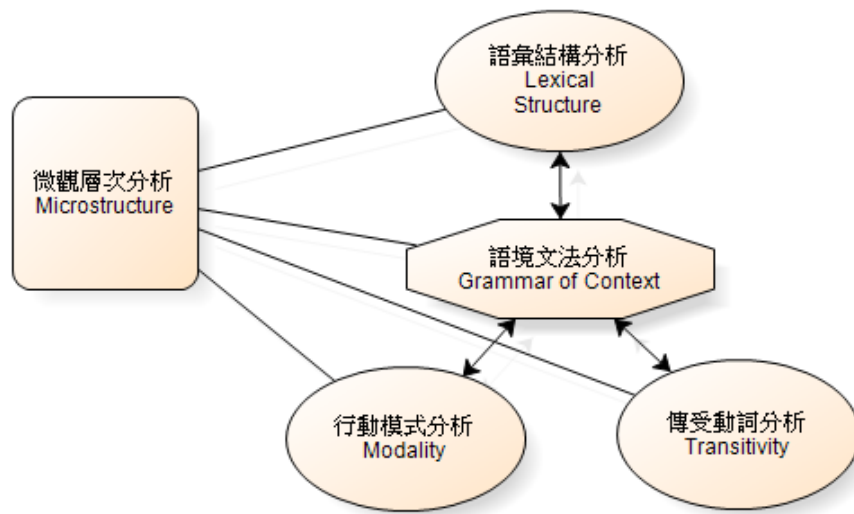 語彙結構分析
Lexical
Structure
微觀層次分析
Microstructure
語境文法分析
Grammar of Context
行動模式分析
Modality
傳受動詞分析
Transitivity